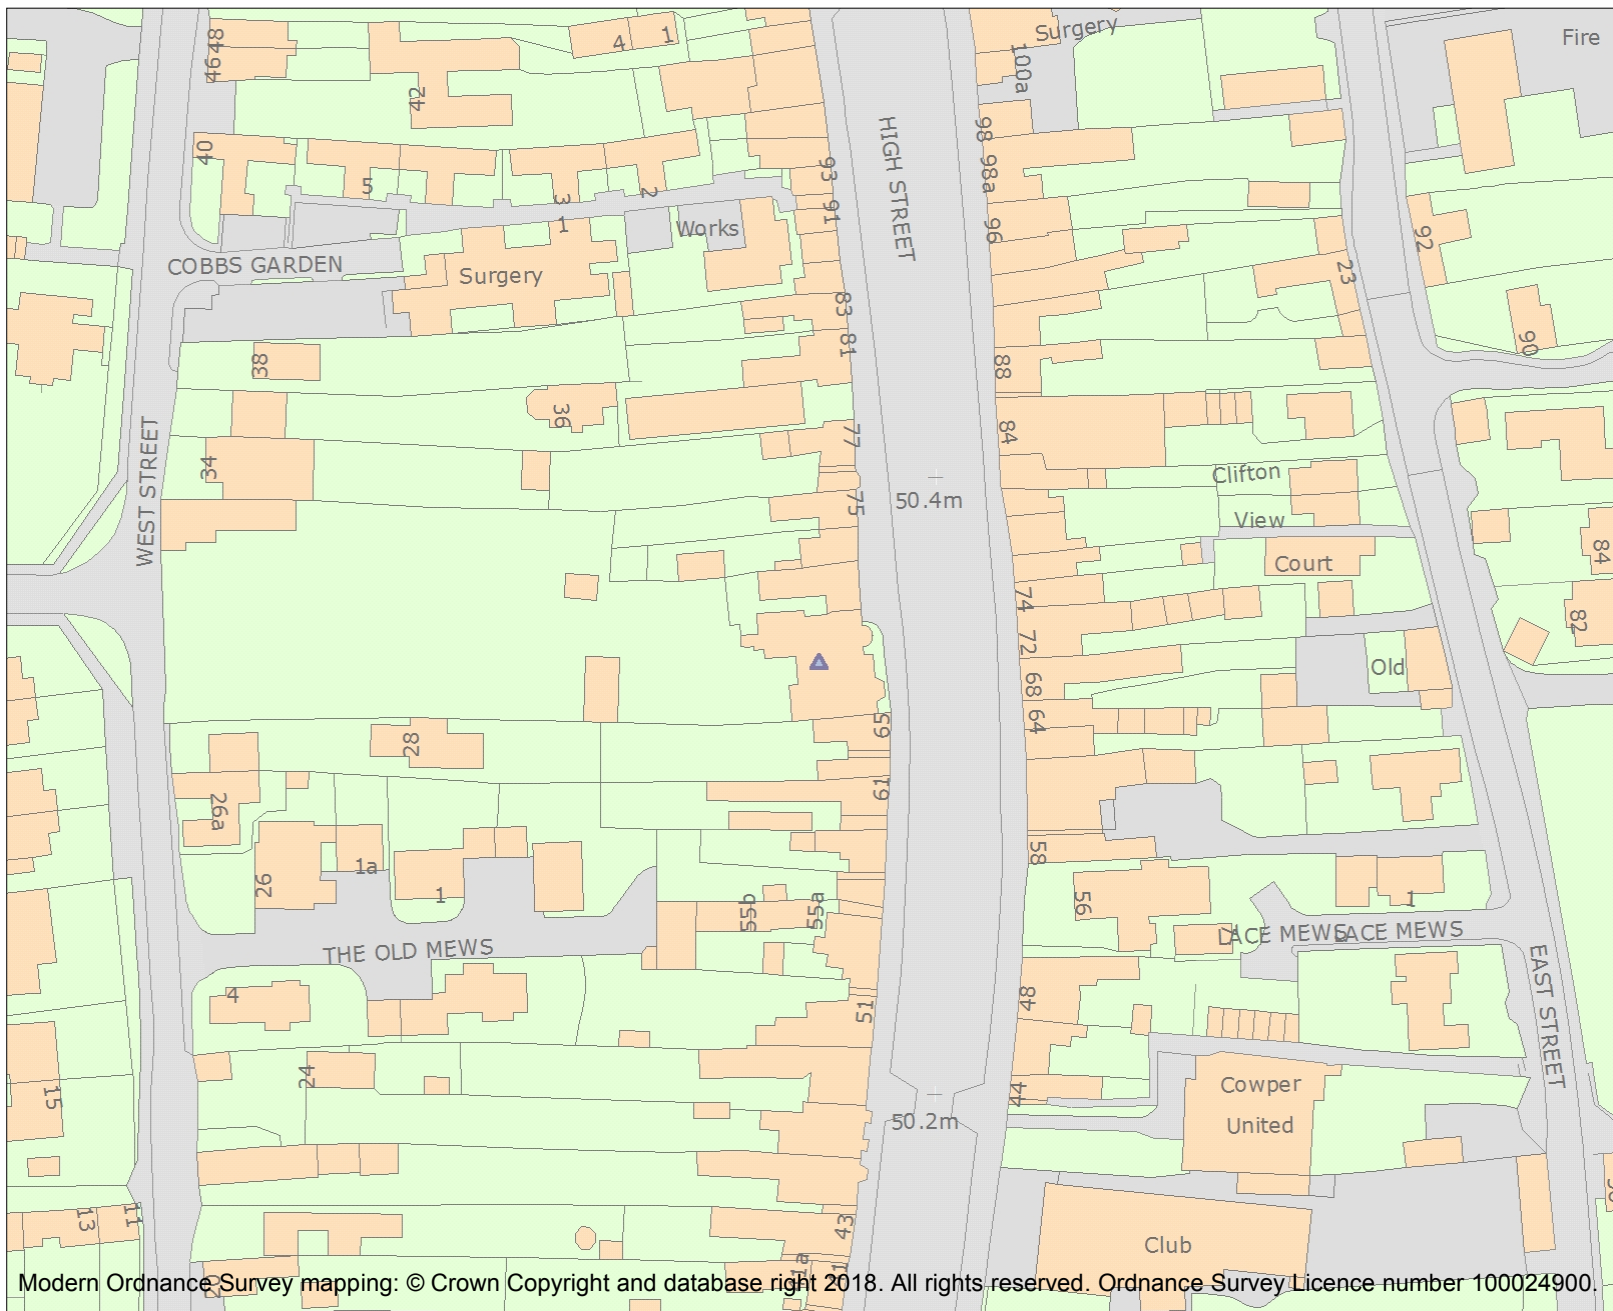 Surgery
Fire
4648
4
1
42
100a
HIGH STREET
98
98a
96
40
5
3
2
1
93
91
Works
92
COBBS GARDEN
Surgery
23
83
81
90
38
88
36
77
84
34
WEST STREET
75
50.4m
Clifton
View
Court
84
74
82
72
Old
68
65
64
28
61
26a
58
1a
26
1
55b
55a
56
1
LACE MEWS
LACE MEWS
THE OLD MEWS
4
51
48
EAST STREET
24
15
44
Cowper
United
50.2m
13
11
43
Club
Modern Ordnance Survey mapping: © Crown Copyright and database right 2018. All rights reserved. Ordnance Survey Licence number 100024900.